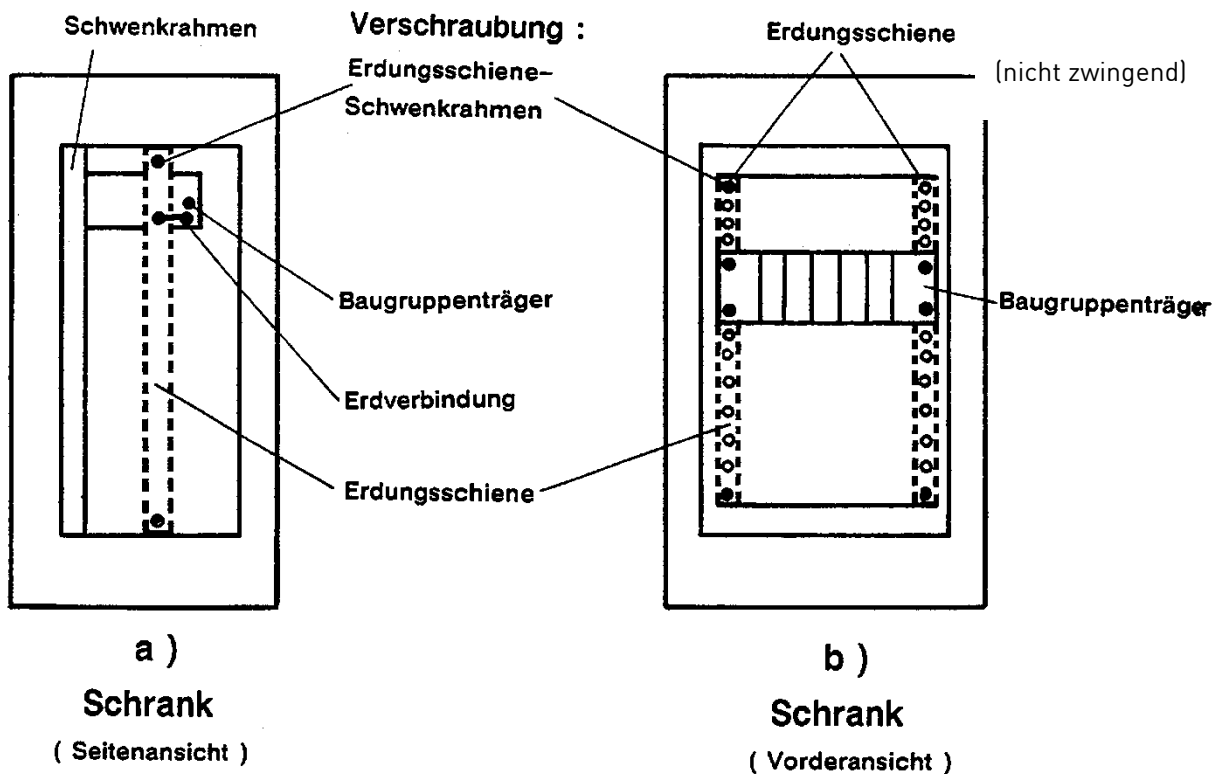 Schwenkrahmen
Verschraubung :
Erdungsschiene-
Schwenkrahmen
Erdungsschiene
(nicht zwingend)
Baugruppenträger
Baugruppenträger
Erdverbindung
Erdungsschiene
a )
Schrank
( Seitenansicht )
b )
Schrank
( Vorderansicht )